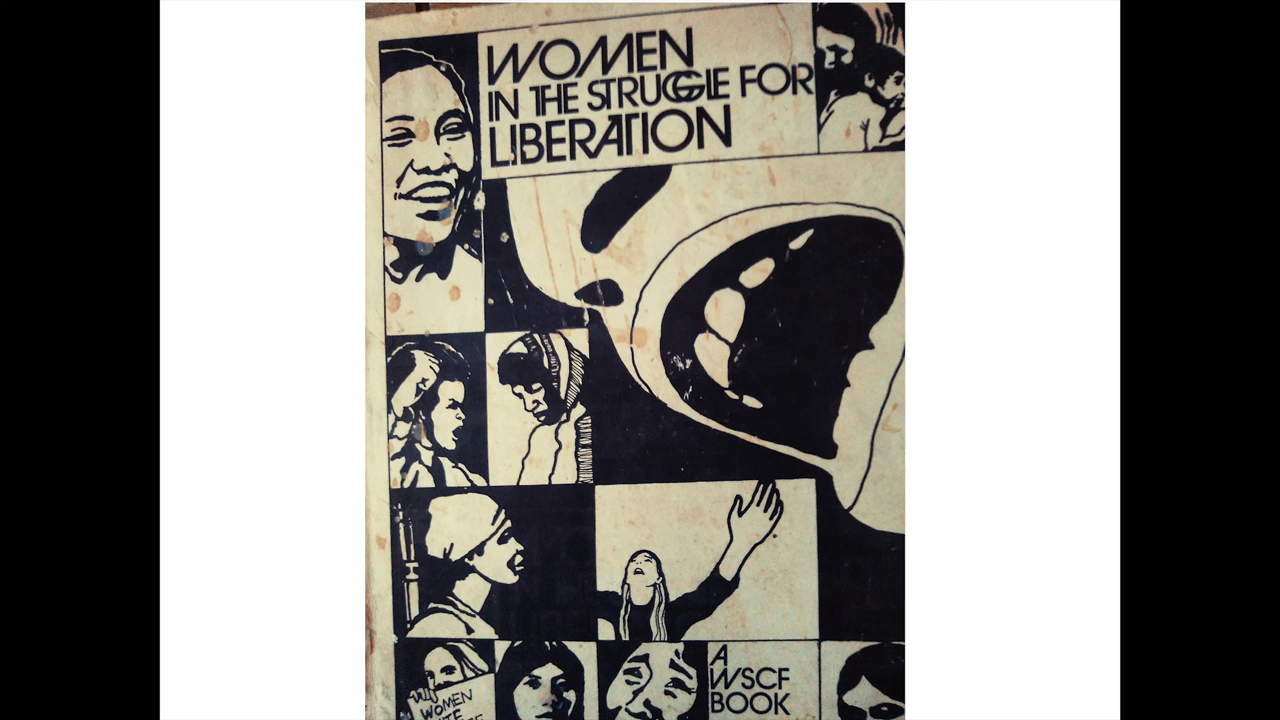 WOMEN
IN THE STRUGGLE FOR
LIBERATION
WOMEN
A
WSCF
BOOK